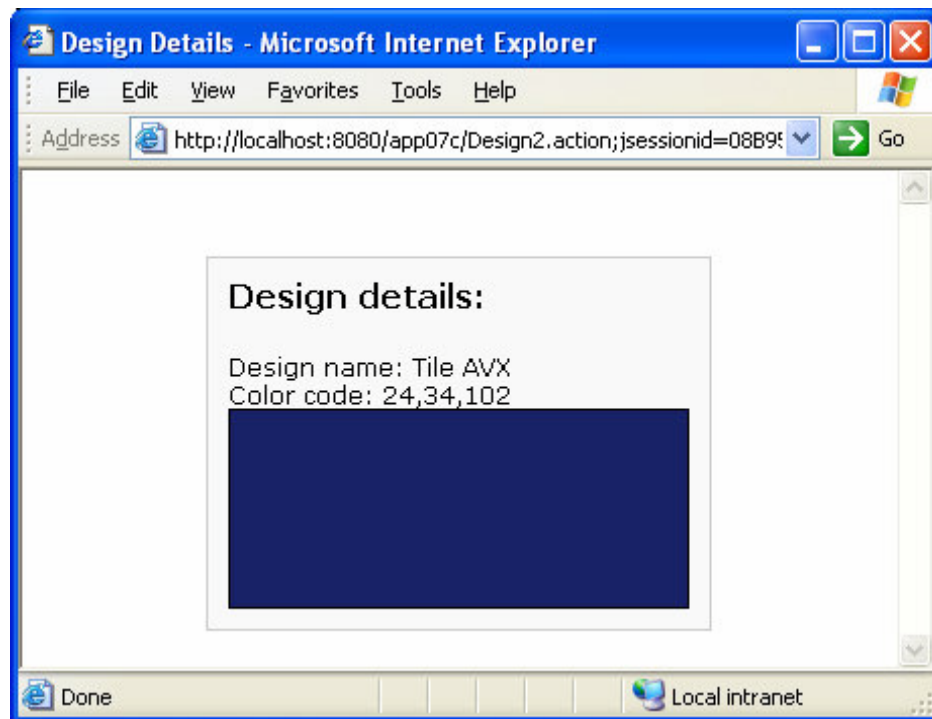 Design Details - Microsoft Internet Explorer
File Edit View Favorites Tools Help
Address http://localhost:8080/app07c/Design2.action;jsessionid=08B95 Go
Design details:
Design name: Tile AVX
Color code: 24,34,102
Done Local intranet